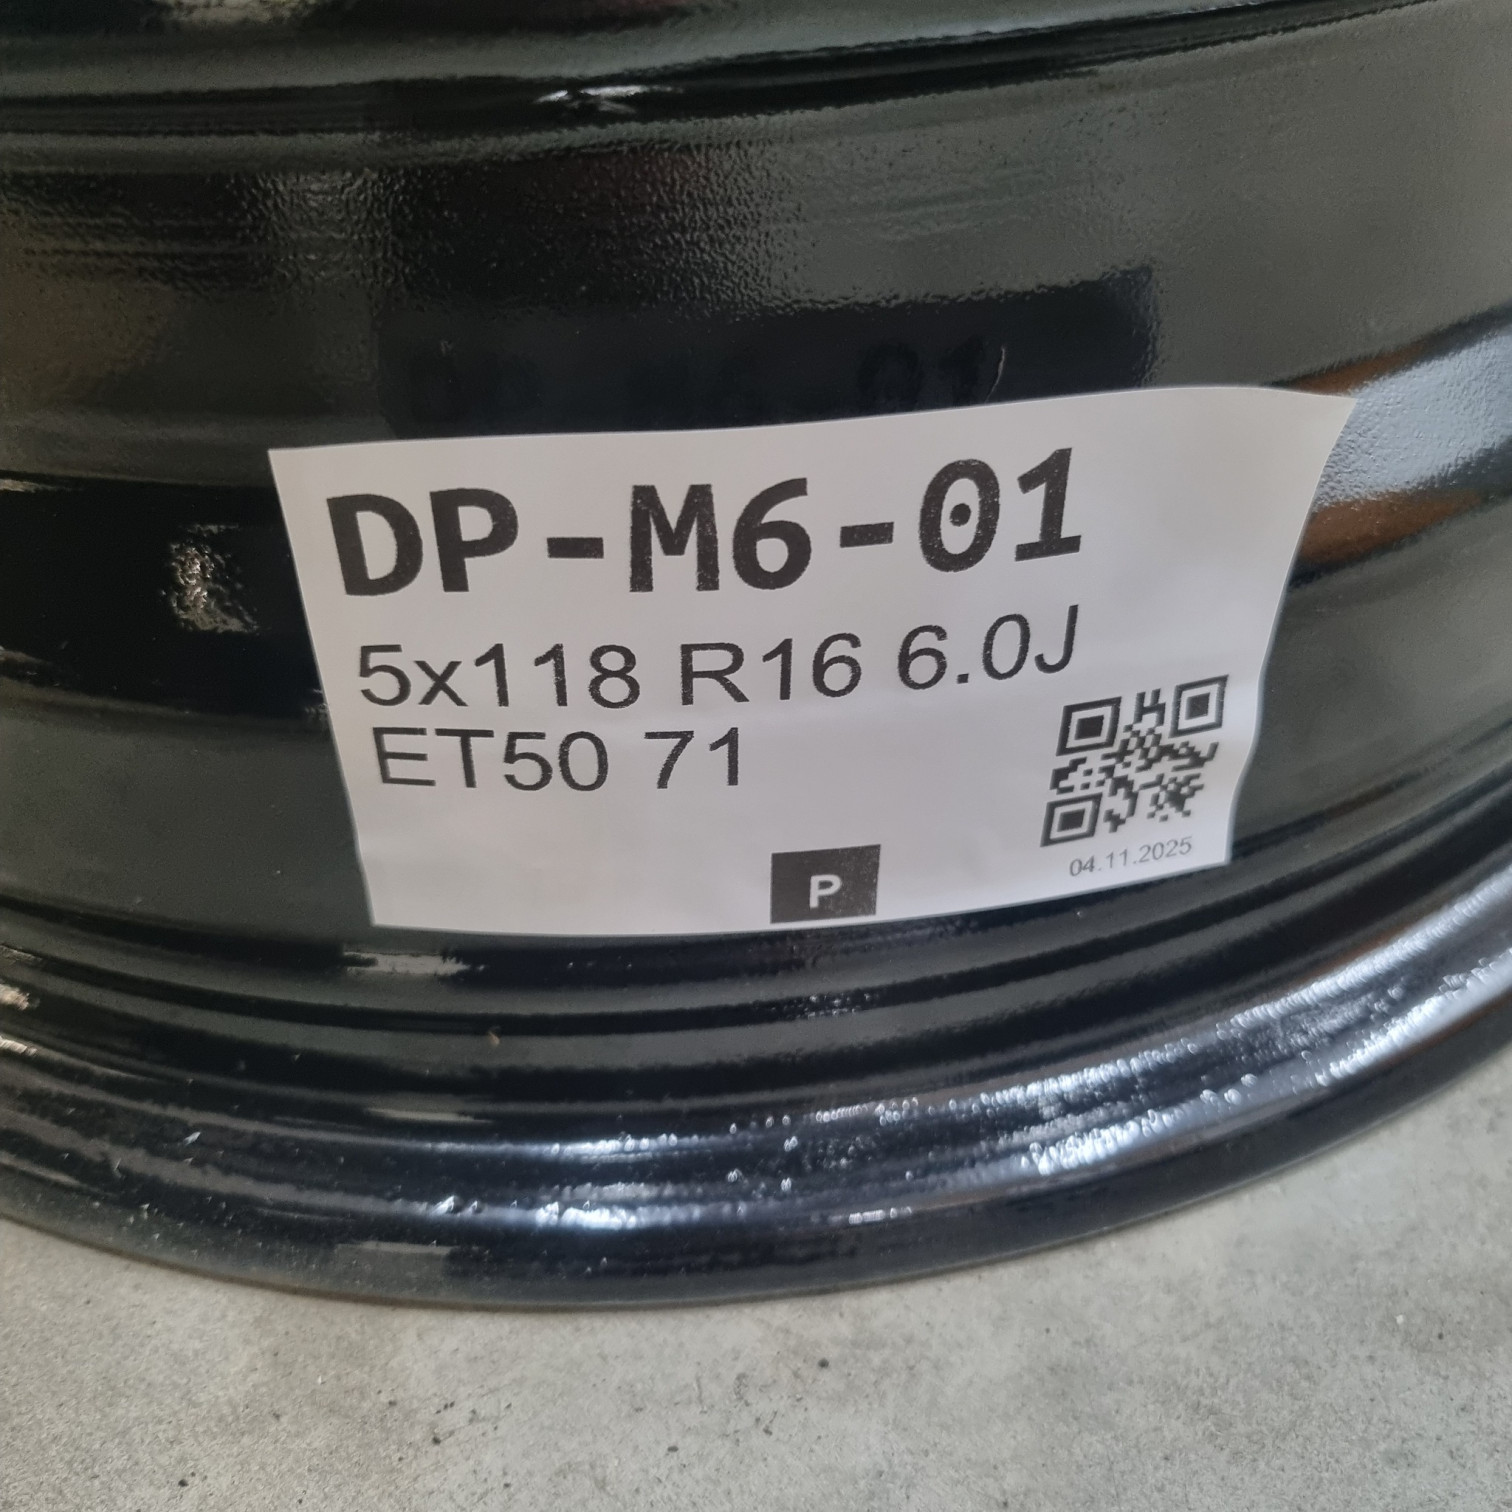 DP-M6-01
5x118 R16 6.0J
ET50 71
04.11.2025
P